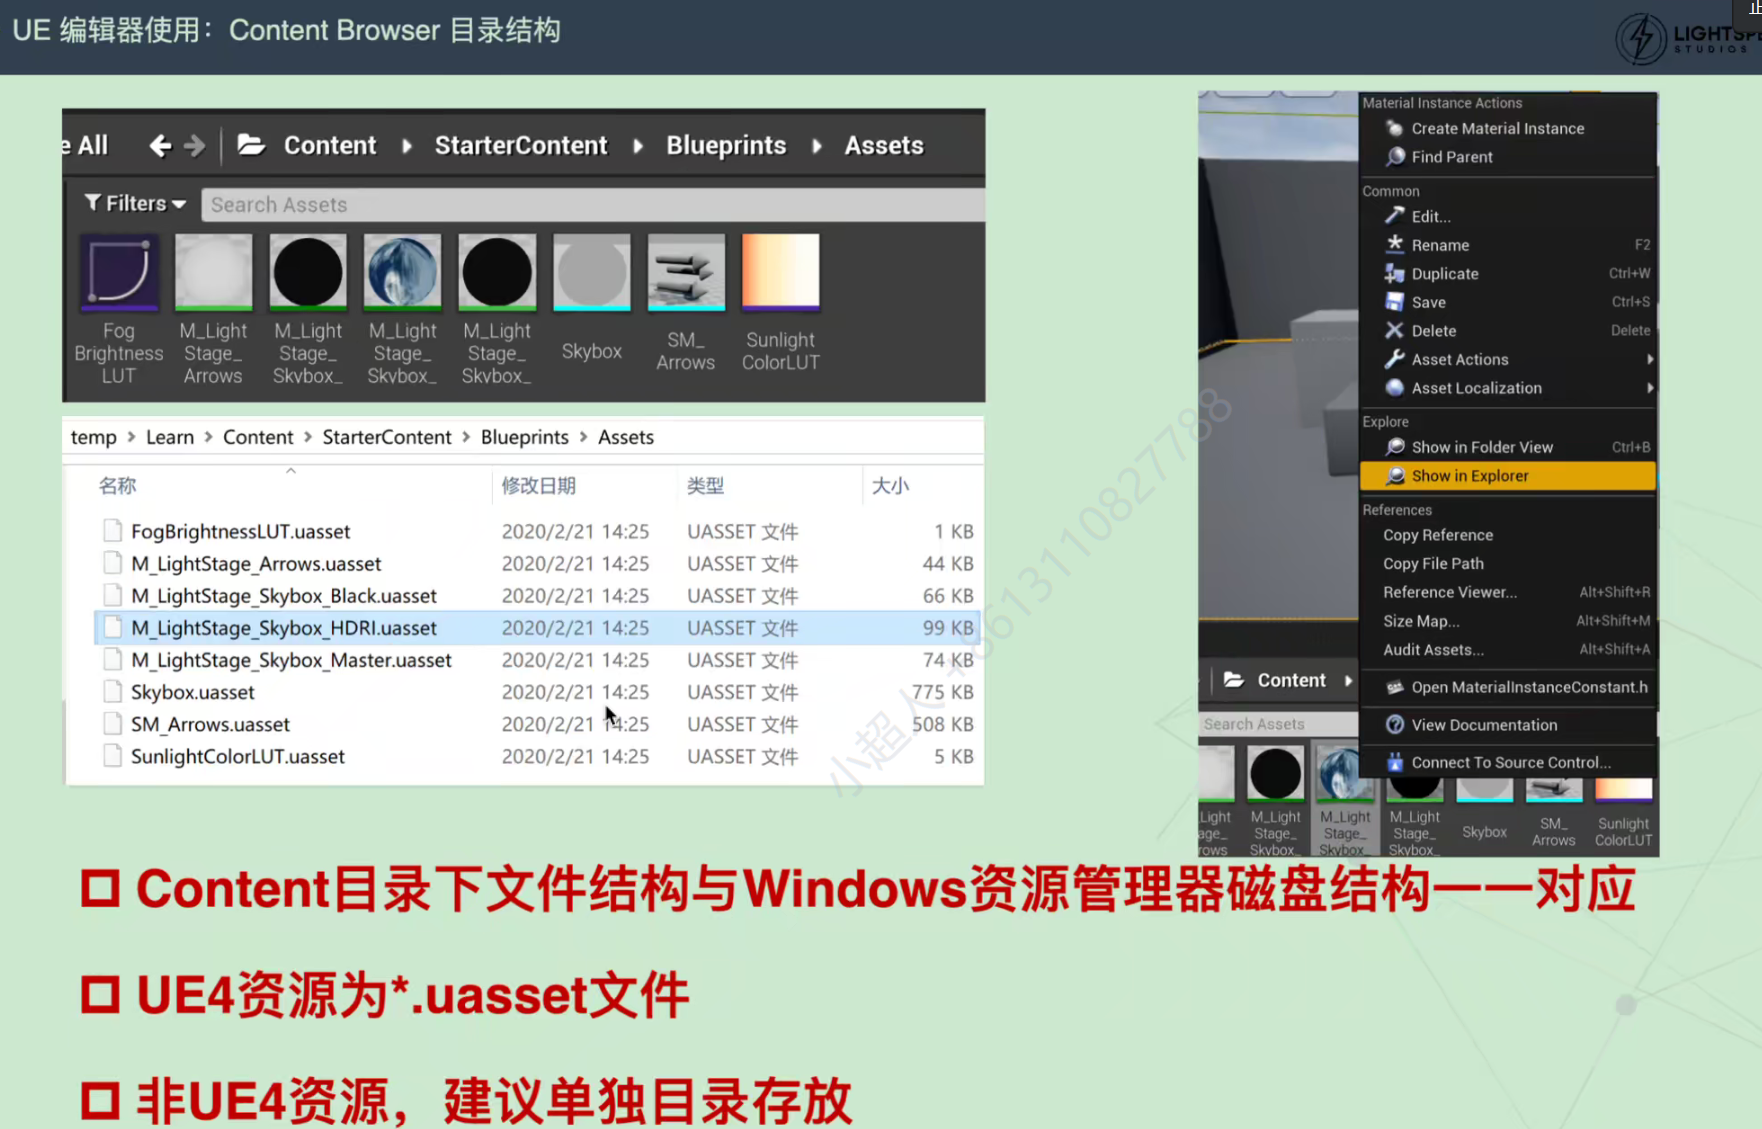 UE 编辑器使用：Content Browser 目录结构
LIGHTSPE
STUDIOS
e All
Content
StarterContent
Blueprints
Assets
Filters
Search Assets
Fog
Brightness
LUT
M_Light
Stage_
Arrows
M_Light
Stage_
Skybox_
M_Light
Stage_
Skybox_
M_Light
Stage_
Skybox_
Skybox
SM_
Arrows
Sunlight
ColorLUT
temp > Learn > Content > StarterContent > Blueprints > Assets
名称 修改日期 类型 大小
FogBrightnessLUT.uasset 2020/2/21 14:25 UASSET 文件 1 KB
M_LightStage_Arrows.uasset 2020/2/21 14:25 UASSET 文件 44 KB
M_LightStage_Skybox_Black.uasset 2020/2/21 14:25 UASSET 文件 66 KB
M_LightStage_Skybox_HDRI.uasset 2020/2/21 14:25 UASSET 文件 99 KB
M_LightStage_Skybox_Master.uasset 2020/2/21 14:25 UASSET 文件 74 KB
Skybox.uasset 2020/2/21 14:25 UASSET 文件 775 KB
SM_Arrows.uasset 2020/2/21 14:25 UASSET 文件 508 KB
SunlightColorLUT.uasset 2020/2/21 14:25 UASSET 文件 5 KB
Material Instance Actions
Create Material Instance
Find Parent
Common
Edit...
Rename F2
Duplicate Ctrl+W
Save Ctrl+S
Delete Delete
Asset Actions
Asset Localization
Explore
Show in Folder View Ctrl+B
Show in Explorer
References
Copy Reference
Copy File Path
Reference Viewer... Alt+Shift+R
Size Map... Alt+Shift+M
Audit Assets... Alt+Shift+A
Open MaterialInstanceConstant.h
View Documentation
Connect To Source Control...
Content
Search Assets
Light
age_
rows
M_Light
Stage_
Skybox_
M_Light
Stage_
Skybox_
M_Light
Stage_
Skybox_
Skybox
SM_
Arrows
Sunlight
ColorLUT
小超人+8613110827788
Content目录下文件结构与Windows资源管理器磁盘结构一一对应
UE4资源为*.uasset文件
非UE4资源，建议单独目录存放